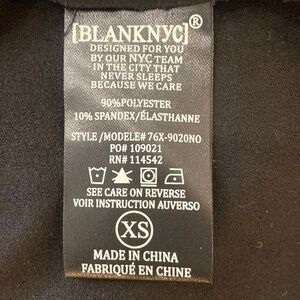 [BLANKNYC]®
DESIGNED FOR YOU
BY OUR NYC TEAM
IN THE CITY THAT
NEVER SLEEPS
BECAUSE WE CARE
90%POLYESTER
10% SPANDEX/ÉLASTHANNE
STYLE /MODELE# 76X-9020NO
PO# 109021
RN# 114542
SEE CARE ON REVERSE
VOIR INSTRUCTION AUVERSO
XS
MADE IN CHINA
FABRIQUÉ EN CHINE